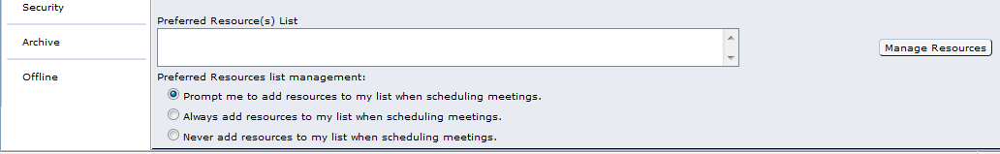 Security
Archive
Offline
Preferred Resource(s) List
Manage Resources
Preferred Resources list management:
Prompt me to add resources to my list when scheduling meetings.
Always add resources to my list when scheduling meetings.
Never add resources to my list when scheduling meetings.